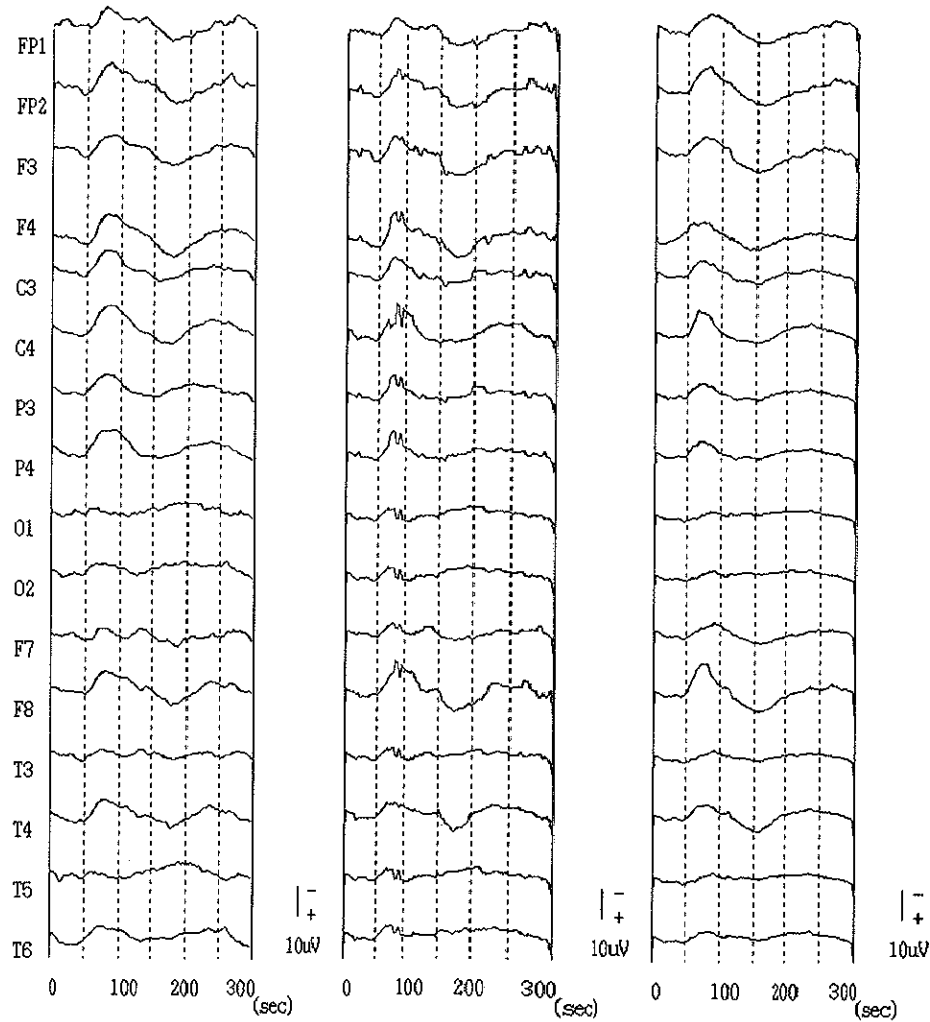 FP1
FP2
F3
F4
C3
C4
P3
P4
O1
O2
F7
F8
T3
T4
T5
T6
-
+
10uV
-
+
10uV
-
+
10uV
0 100 200 300 (sec)
0 100 200 300 (sec)
0 100 200 300 (sec)